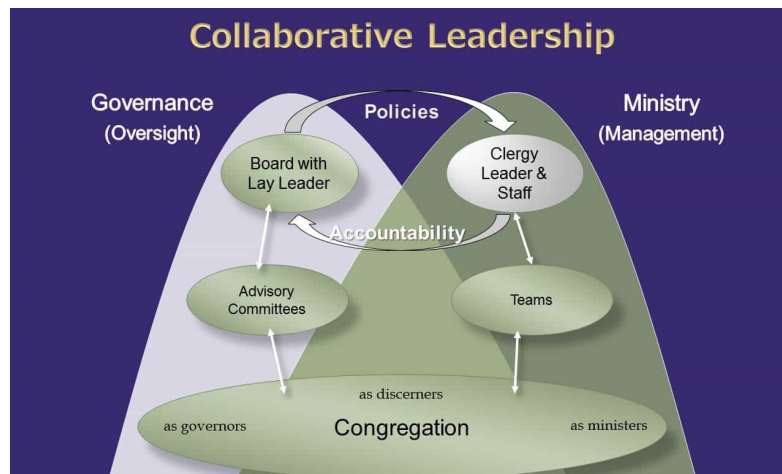 Collaborative Leadership
Governance
(Oversight)
Policies
Ministry
(Management)
Board with
Lay Leader
Clergy
Leader &
Staff
Accountability
Advisory
Committees
Teams
as discerners
as governors
Congregation
as ministers